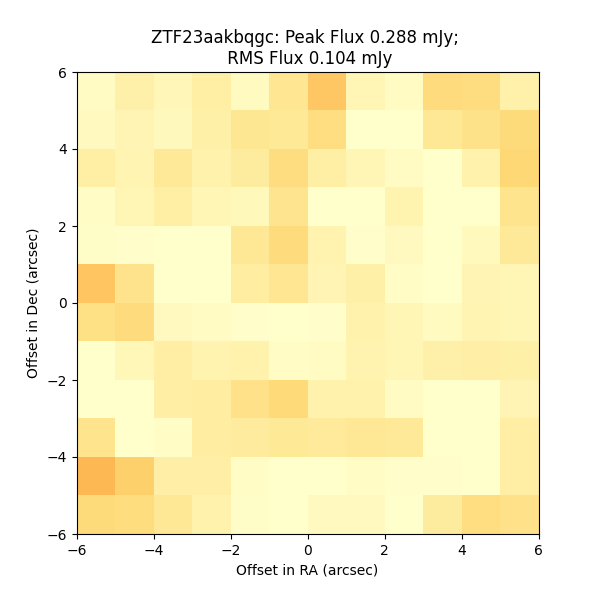 ZTF23aakbqgc: Peak Flux 0.288 mJy;
RMS Flux 0.104 mJy
6
4
2
0
−2
−4
−6
Offset in Dec (arcsec)
−6 −4 −2 0 2 4 6
Offset in RA (arcsec)